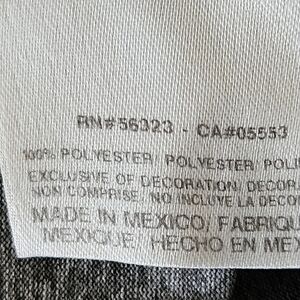 RN#56323 - CA#05553
100% POLYESTER/ POLYESTER/ POLI
EXCLUSIVE OF DECORATION, DECOR
NON COMPRISE, NO INCLUYE LA DECO
MADE IN MEXICO/ FABRIQU
MEXIQUE/ HECHO EN MEX